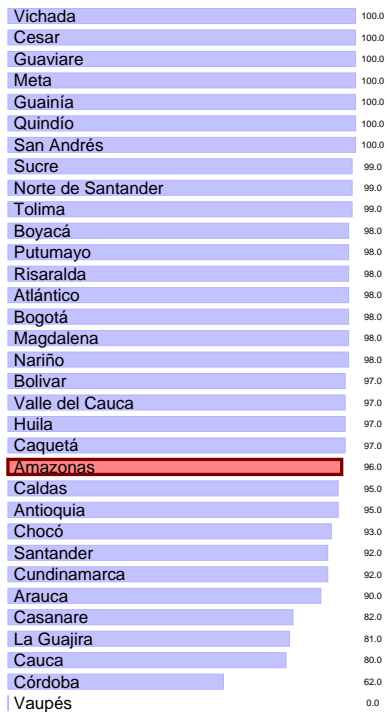 Vichada 100.0
Cesar 100.0
Guaviare 100.0
Meta 100.0
Guainía 100.0
Quindío 100.0
San Andrés 100.0
Sucre 99.0
Norte de Santander 99.0
Tolima 99.0
Boyacá 98.0
Putumayo 98.0
Risaralda 98.0
Atlántico 98.0
Bogotá 98.0
Magdalena 98.0
Nariño 98.0
Bolivar 97.0
Valle del Cauca 97.0
Huila 97.0
Caquetá 97.0
Amazonas 96.0
Caldas 95.0
Antioquia 95.0
Chocó 93.0
Santander 92.0
Cundinamarca 92.0
Arauca 90.0
Casanare 82.0
La Guajira 81.0
Cauca 80.0
Córdoba 62.0
Vaupés 0.0